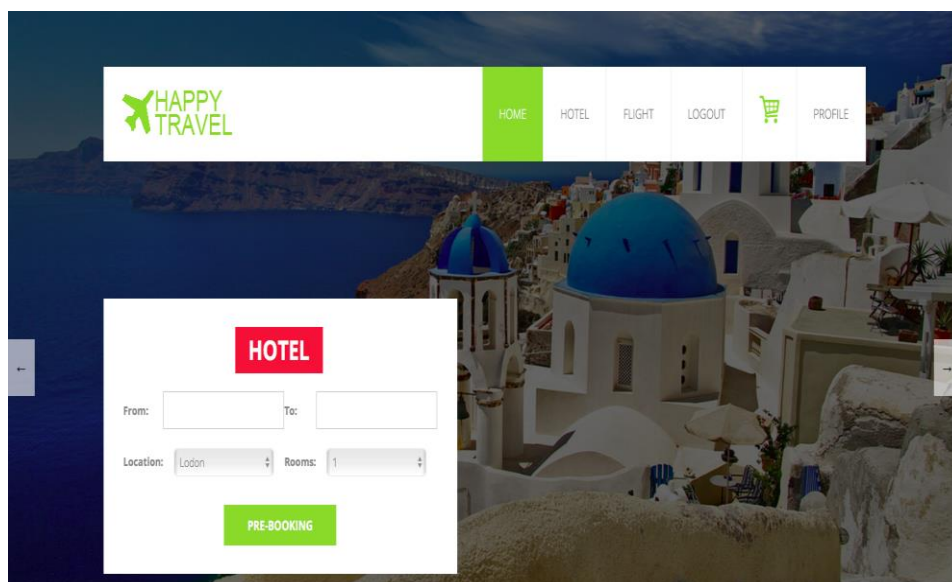 HAPPY
TRAVEL
HOME HOTEL FLIGHT LOGOUT PROFILE
HOTEL
From: To:
Location: Lodon Rooms: 1
PRE-BOOKING